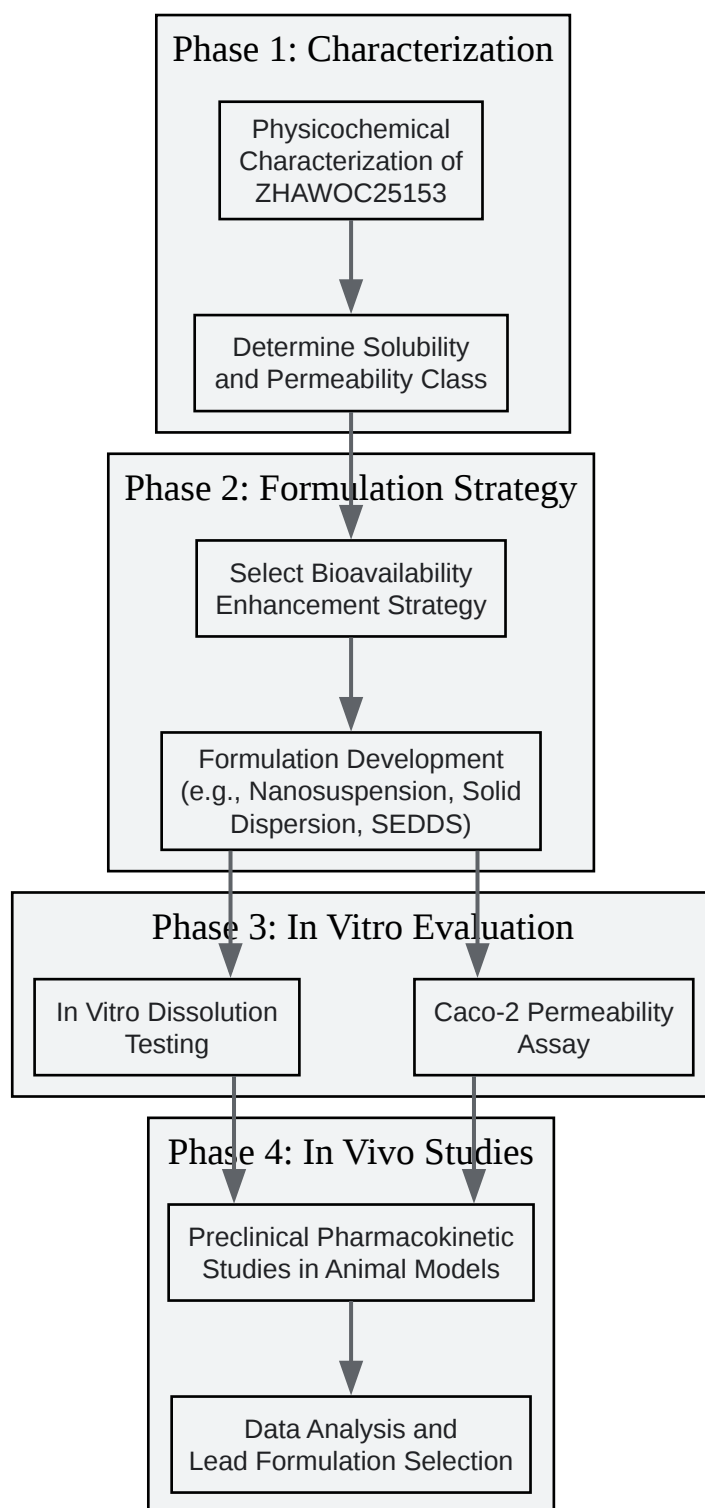 Phase 1: Characterization
Physicochemical
Characterization of
ZHAWOC25153
Determine Solubility
and Permeability Class
Phase 2: Formulation Strategy
Select Bioavailability
Enhancement Strategy
Formulation Development
(e.g., Nanosuspension, Solid
Dispersion, SEDDS)
Phase 3: In Vitro Evaluation
In Vitro Dissolution
Testing
Caco-2 Permeability
Assay
Phase 4: In Vivo Studies
Preclinical Pharmacokinetic
Studies in Animal Models
Data Analysis and
Lead Formulation Selection